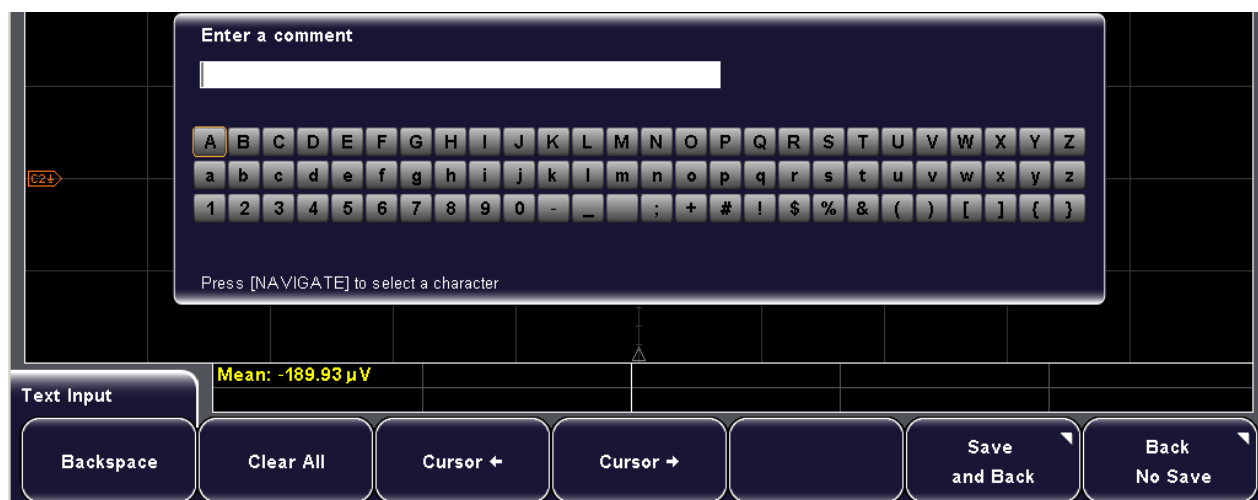 Enter a comment
A B C D E F G H I J K L M N O P Q R S T U V W X Y Z
C2
a b c d e f g h i j k l m n o p q r s t u v w x y z
1 2 3 4 5 6 7 8 9 0 - _ ; + # ! $ % & ( ) [ ] { }
Press [NAVIGATE] to select a character
Mean: -189.93 µV
Text Input
Backspace
Clear All
Cursor ←
Cursor →
Save
and Back
Back
No Save